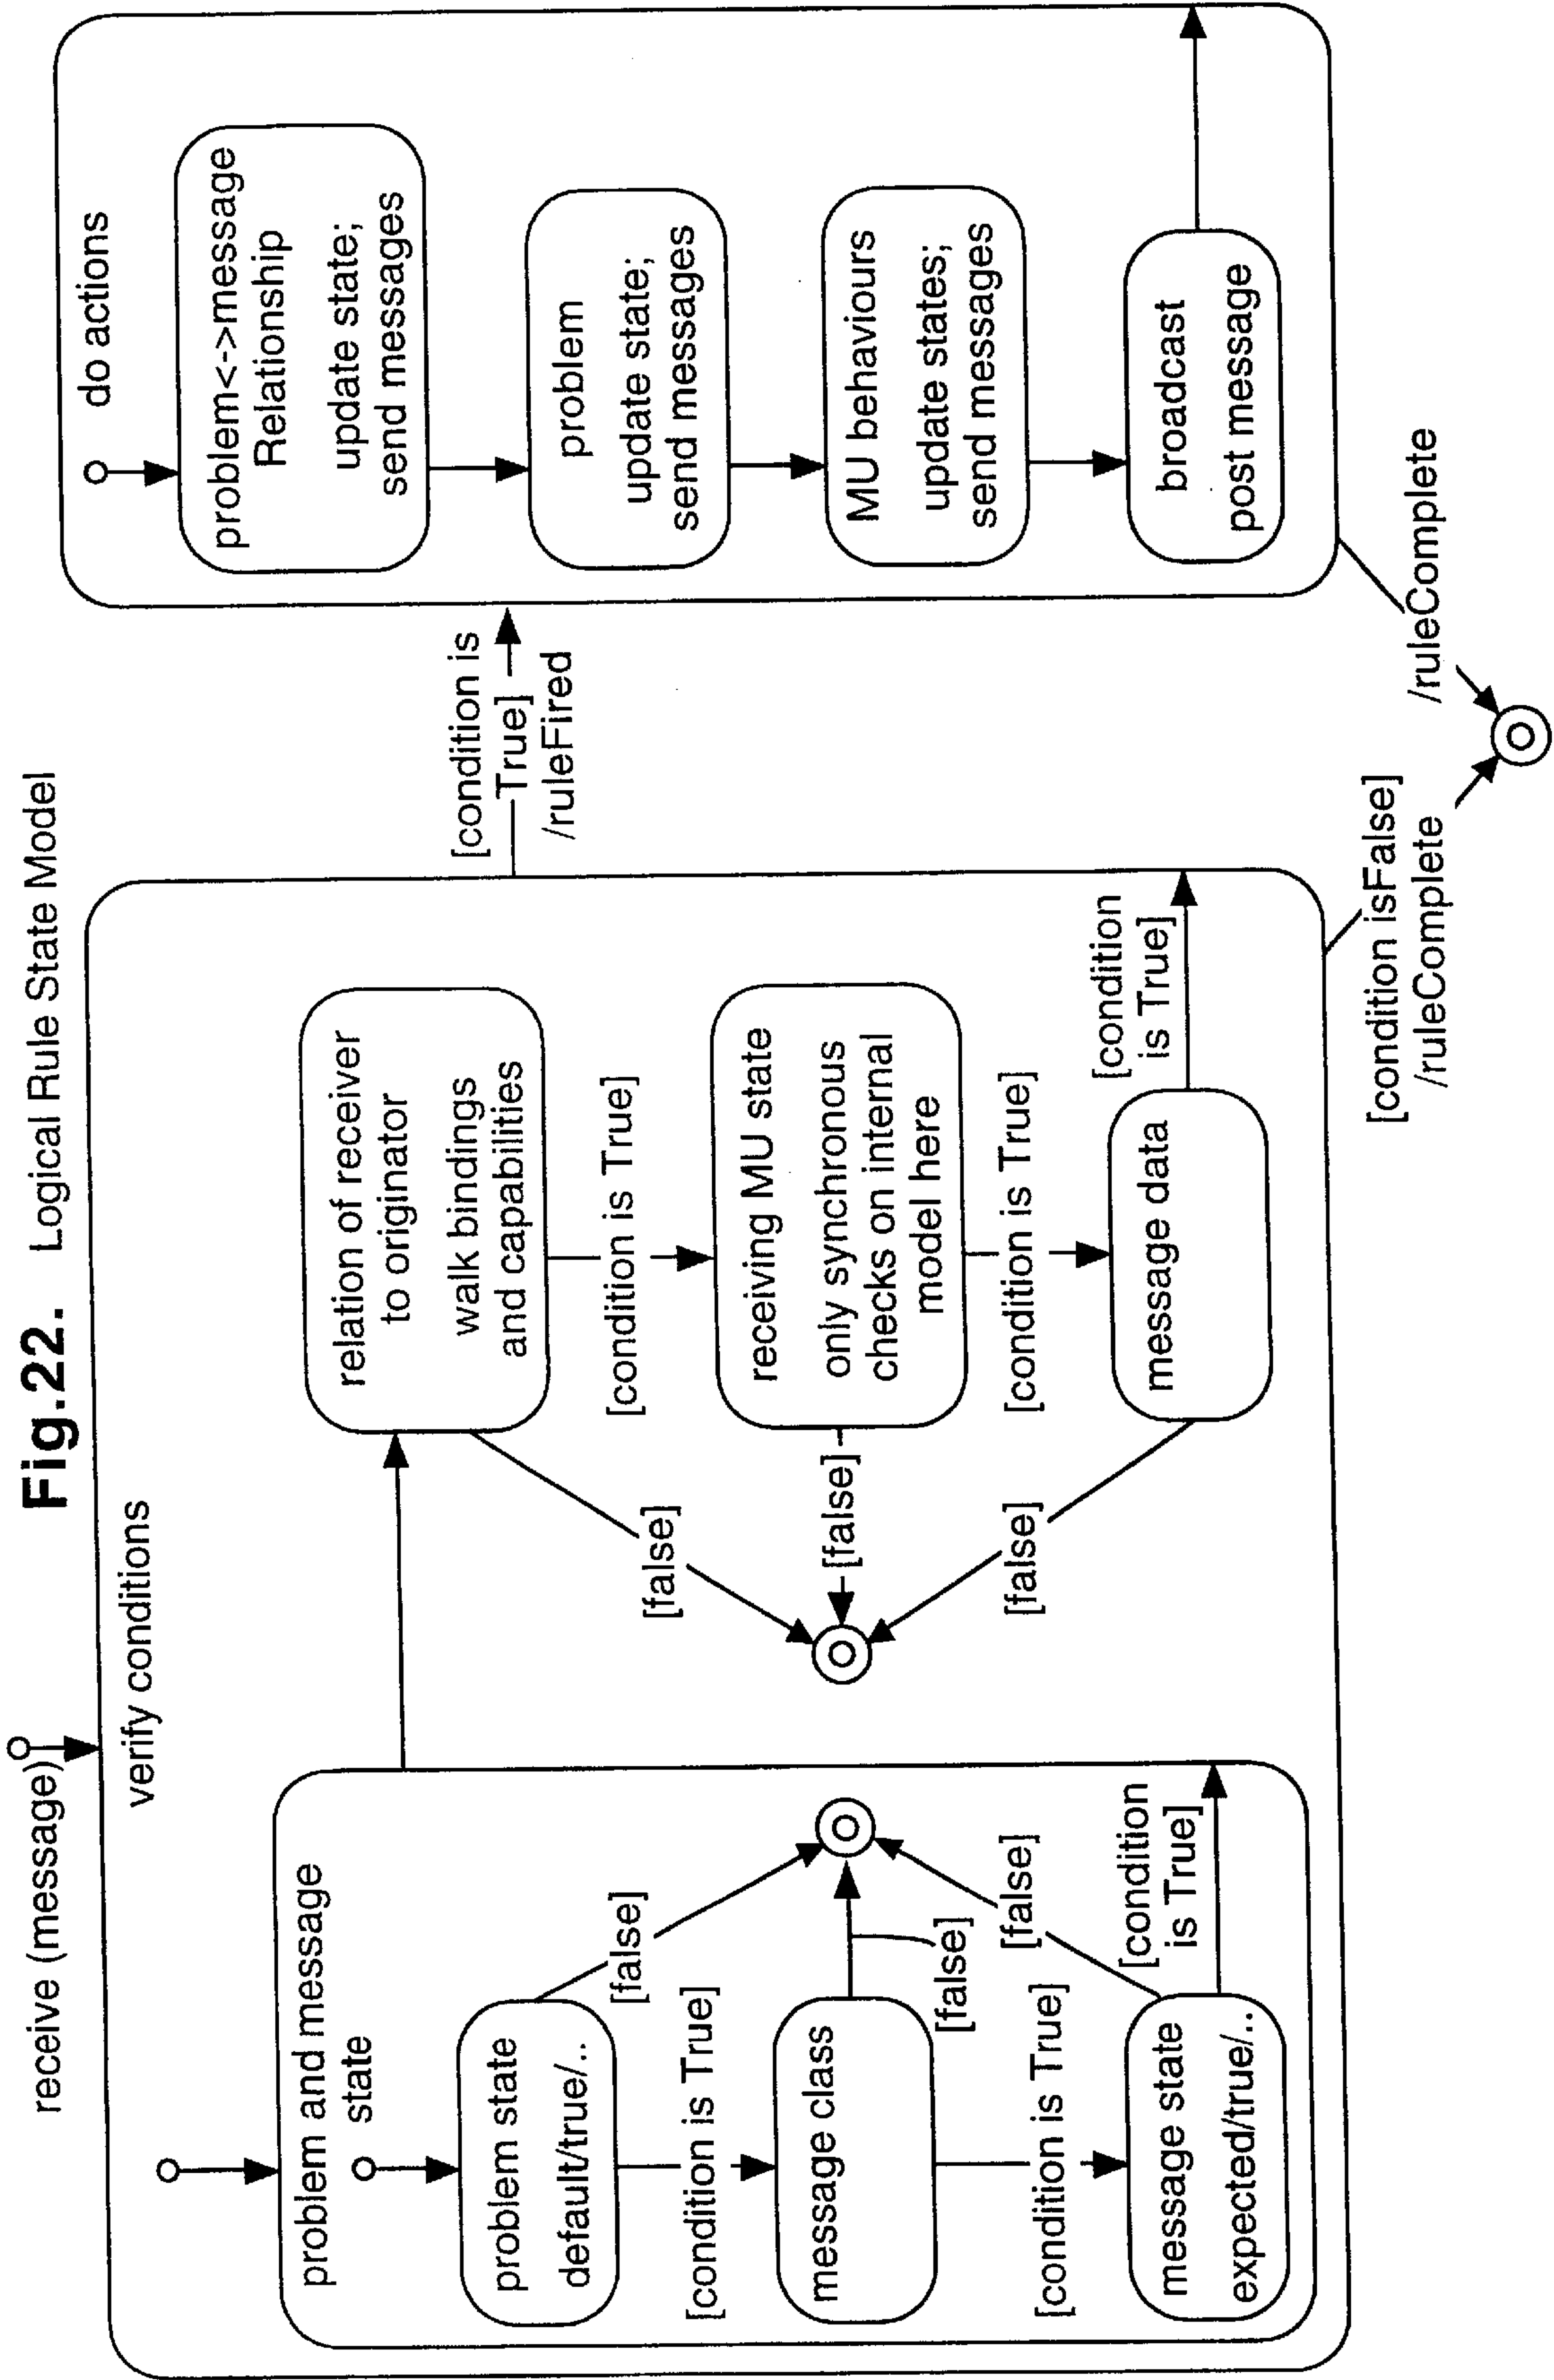 Fig.22. Logical Rule State Model
receive (message)
verify conditions
problem and message
state
problem state
default/true/..
[false]
[condition is True]
message class
[false]
[condition is True]
[false]
message state
expected/true/..
[condition
is True]
relation of receiver
to originator
walk bindings
and capabilities
[false]
[condition is True]
receiving MU state
only synchronous
checks on internal
model here
[false]
[condition is True]
[false]
message data
[condition
is True]
[condition is
True]
/ruleFired
do actions
problem<->message
Relationship
update state;
send messages
problem
update state;
send messages
MU behaviours
update states;
send messages
broadcast
post message
[condition isFalse]
/ruleComplete
/ruleComplete